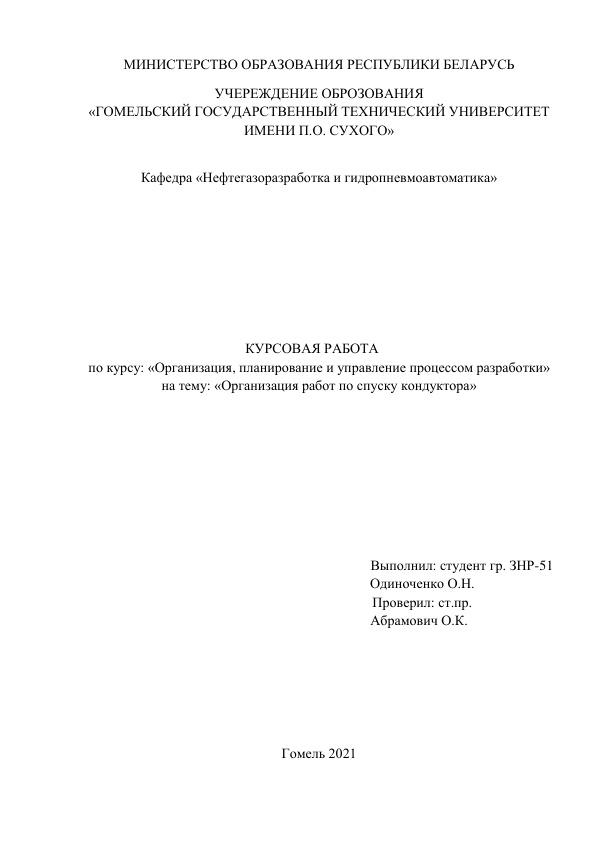 МИНИСТЕРСТВО ОБРАЗОВАНИЯ РЕСПУБЛИКИ БЕЛАРУСЬ
УЧЕРЕЖДЕНИЕ ОБРОЗОВАНИЯ
«ГОМЕЛЬСКИЙ ГОСУДАРСТВЕННЫЙ ТЕХНИЧЕСКИЙ УНИВЕРСИТЕТ
ИМЕНИ П.О. СУХОГО»
Кафедра «Нефтегазоразработка и гидропневмоавтоматика»
КУРСОВАЯ РАБОТА
по курсу: «Организация, планирование и управление процессом разработки»
на тему: «Организация работ по спуску кондуктора»
Выполнил: студент гр. ЗНР-51
Одиноченко О.Н.
Проверил: ст.пр.
Абрамович О.К.
Гомель 2021